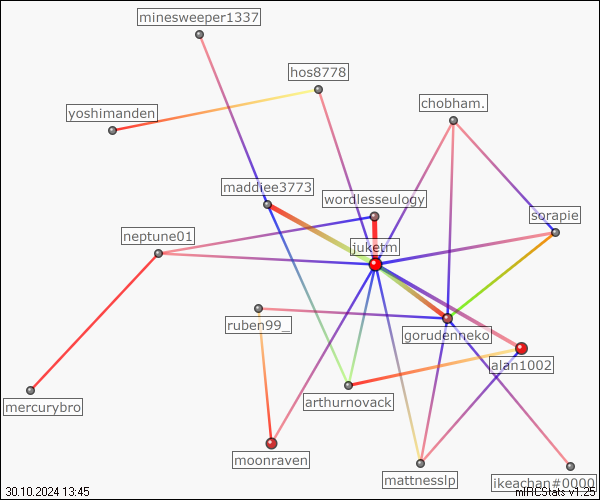 minesweeper1337
hos8778
yoshimanden
chobham.
maddiee3773
wordlesseulogy
sorapie
neptune01
juketm
ruben99_
gorudenneko
alan1002
mercurybro
arthurnovack
moonraven
mattnesslp
ikeachan#0000
30.10.2024 13:45
mIRCStats v1.25